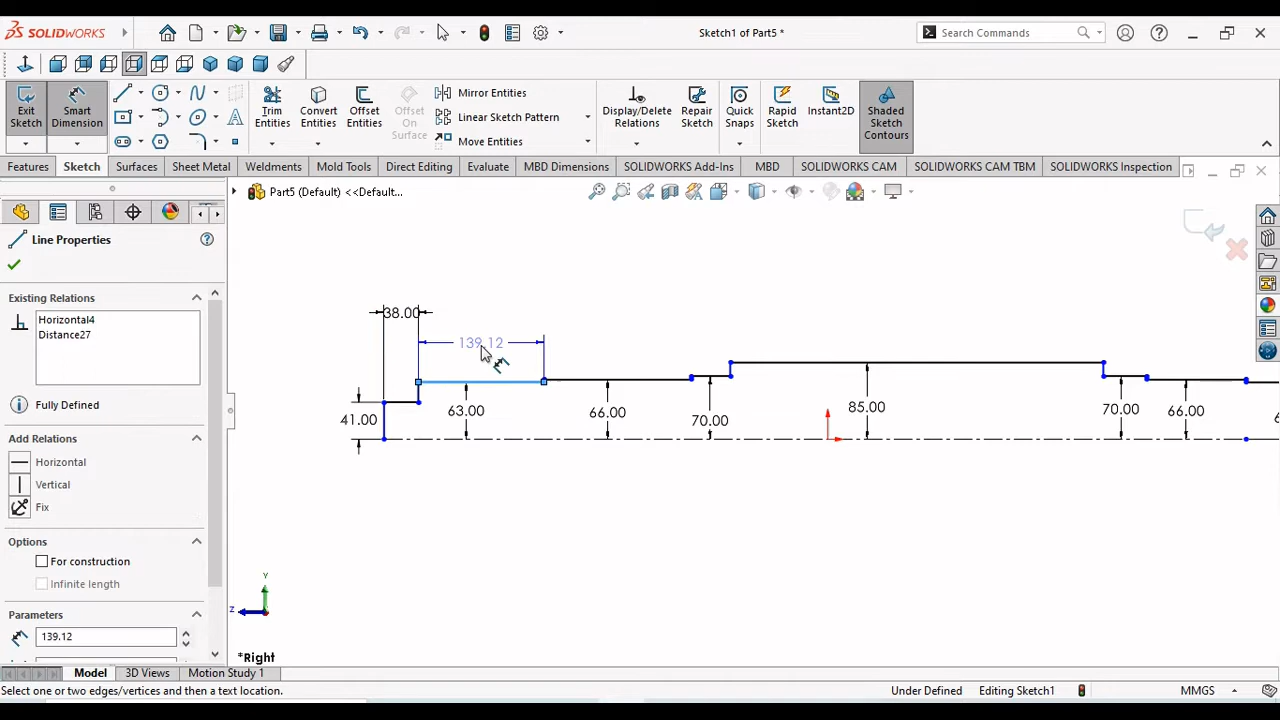 SOLIDWORKS
Sketch1 of Part5 *
Search Commands
Exit Sketch
Smart Dimension
Trim Entities
Convert Entities
Offset Entities
Offset On Surface
Mirror Entities
Linear Sketch Pattern
Move Entities
Display/Delete Relations
Repair Sketch
Quick Snaps
Rapid Sketch
Instant2D
Shaded Sketch Contours
Features Sketch Surfaces Sheet Metal Weldments Mold Tools Direct Editing Evaluate MBD Dimensions SOLIDWORKS Add-Ins MBD SOLIDWORKS CAM SOLIDWORKS CAM TBM SOLIDWORKS Inspection
Part5 (Default) <<Default...
Line Properties
Existing Relations
Horizontal4
Distance27
Fully Defined
Add Relations
Horizontal
Vertical
Fix
Options
For construction
Infinite length
Parameters
139.12
38.00
139.12
41.00
63.00
66.00
70.00
85.00
70.00
66.00
Y
Z
*Right
Model 3D Views Motion Study 1
Select one or two edges/vertices and then a text location.
Under Defined Editing Sketch1 MMGS